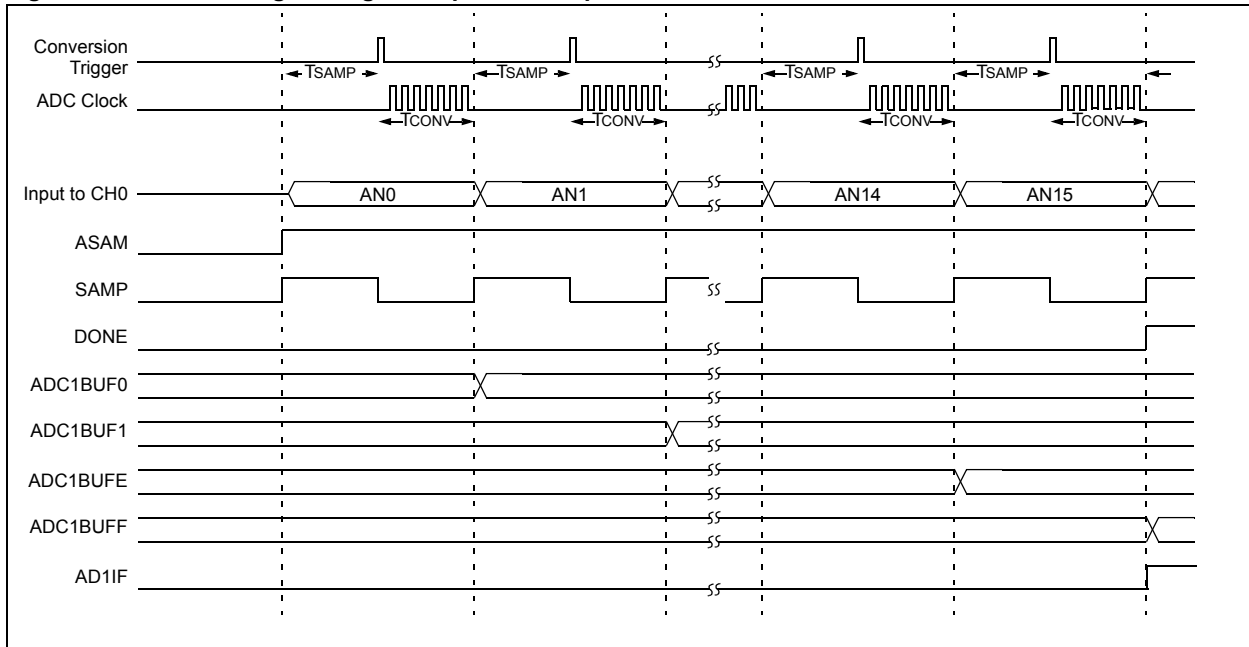 Conversion
Trigger
TSAMP TSAMP TSAMP TSAMP
ADC Clock
TCONV TCONV TCONV TCONV
Input to CH0 AN0 AN1 AN14 AN15
ASAM
SAMP
DONE
ADC1BUF0
ADC1BUF1
ADC1BUFE
ADC1BUFF
AD1IF